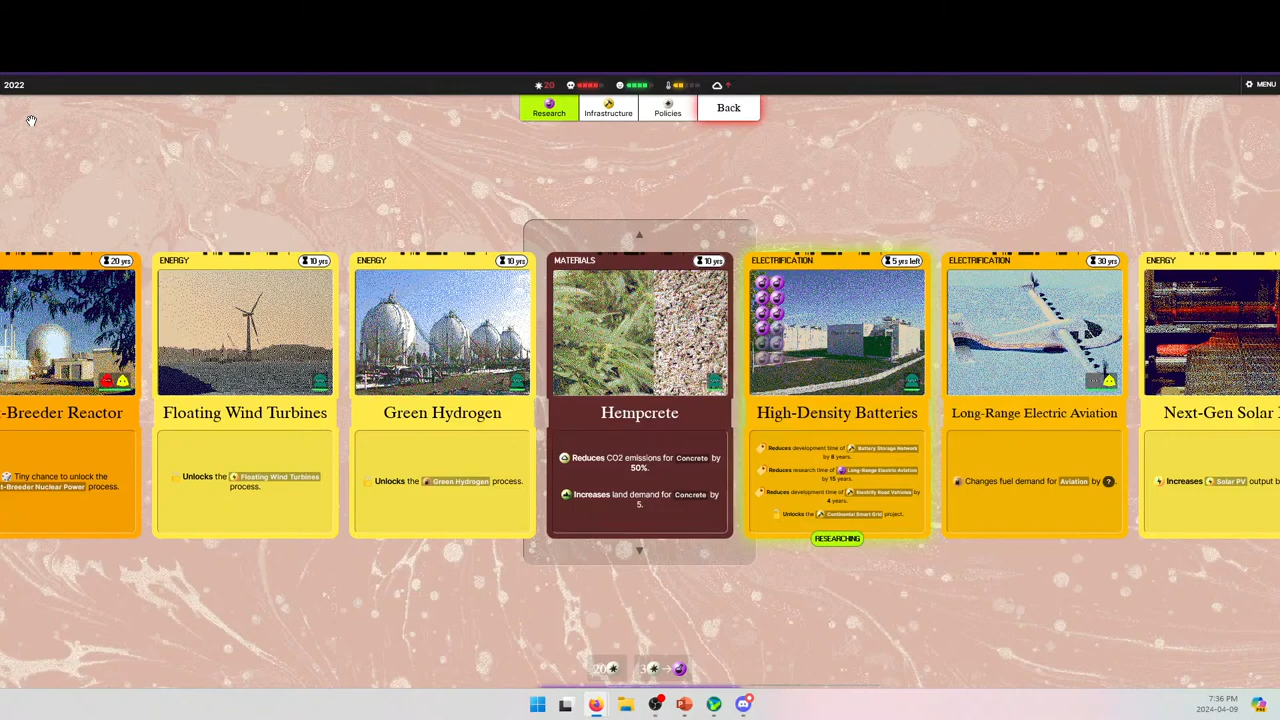 2022
20
MENU
Research
Infrastructure
Policies
Back
20 yrs
-Breeder Reactor
Tiny chance to unlock the
t-Breeder Nuclear Power process.
ENERGY
10 yrs
Floating Wind Turbines
Unlocks the Floating Wind Turbines
process.
ENERGY
10 yrs
Green Hydrogen
Unlocks the Green Hydrogen process.
MATERIALS
10 yrs
Hempcrete
Reduces CO2 emissions for Concrete by
50%.
Increases land demand for Concrete by
5.
ELECTRIFICATION
5 yrs left
High-Density Batteries
Reduces development time of Battery Storage Network
by 8 years.
Reduces research time of Long-Range Electric Aviation
by 15 years.
Reduces development time of Electrify Road Vehicles by
4 years.
Unlocks the Continental Smart Grid project.
RESEARCHING
ELECTRIFICATION
30 yrs
Long-Range Electric Aviation
Changes fuel demand for Aviation by ?
ENERGY
Next-Gen Solar
Increases Solar PV output b
20
3 →
7:36 PM
2024-04-09